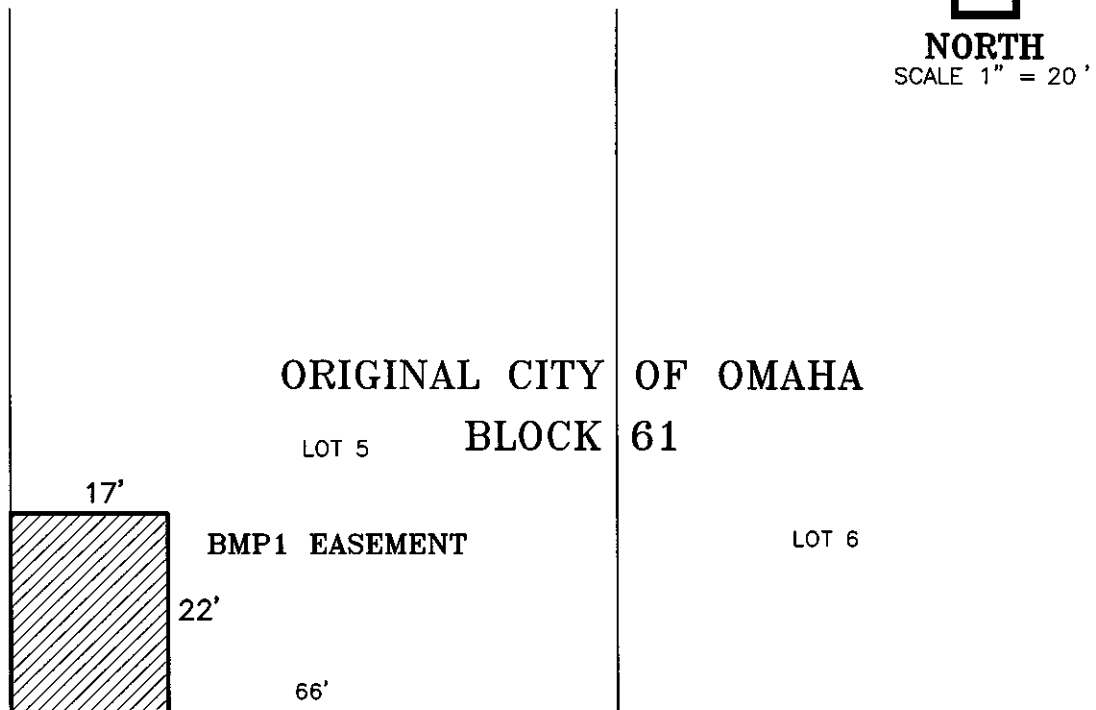 NORTH
SCALE 1" = 20'
ORIGINAL CITY OF OMAHA
BLOCK 61
LOT 5
17'
BMP1 EASEMENT
LOT 6
22'
66'